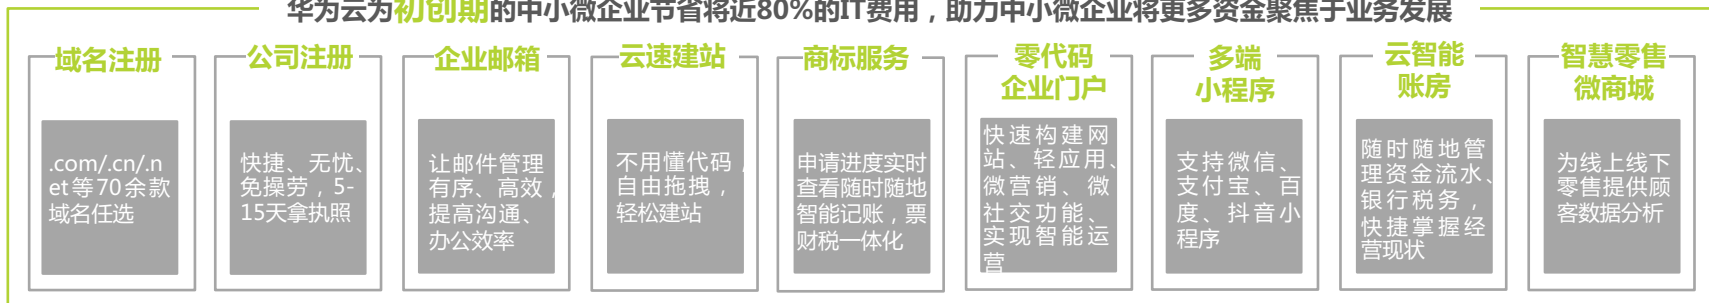 华为云为初创期的中小微企业节省将近80%的IT费用，助力中小微企业将更多资金聚焦于业务发展
域名注册
.com/.cn/.n
et等70余款
域名任选
公司注册
快捷、无忧、
免操劳，5-
15天拿执照
企业邮箱
让邮件管理
有序、高效，
提高沟通、
办公效率
云速建站
不用懂代码，
自由拖拽，
轻松建站
商标服务
申请进度实时
查看随时随地
智能记账，票
财税一体化
零代码
企业门户
快速构建网
站、轻应用、
微营销、微
社交功能、
实现智能运
营
多端
小程序
支持微信、
支付宝、百
度、抖音小
程序
云智能
账房
随时随地管
理资金流水、
银行税务，
快捷掌握经
营现状
智慧零售
微商城
为线上线下
零售提供顾
客数据分析